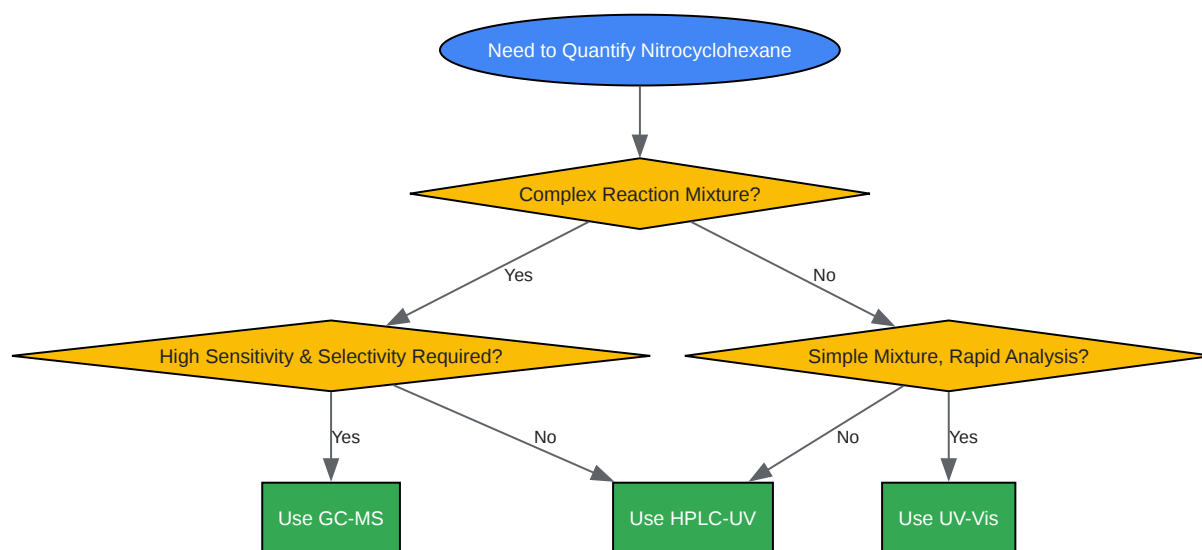 Need to Quantify Nitrocyclohexane
Complex Reaction Mixture?
Yes
No
High Sensitivity & Selectivity Required?
Simple Mixture, Rapid Analysis?
Yes
No
No
Yes
Use GC-MS
Use HPLC-UV
Use UV-Vis